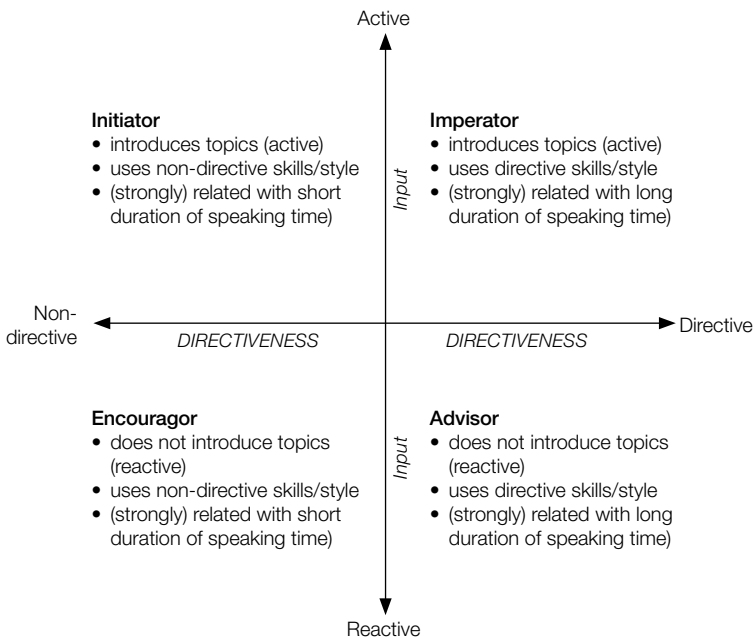 Active
Initiator
• introduces topics (active)
• uses non-directive skills/style
• (strongly) related with short
duration of speaking time)
Input
Imperator
• introduces topics (active)
• uses directive skills/style
• (strongly) related with long
duration of speaking time)
Non-
directive
DIRECTIVENESS
DIRECTIVENESS
Directive
Encouragor
• does not introduce topics
(reactive)
• uses non-directive skills/style
• (strongly) related with short
duration of speaking time)
Input
Advisor
• does not introduce topics
(reactive)
• uses directive skills/style
• (strongly) related with long
duration of speaking time)
Reactive